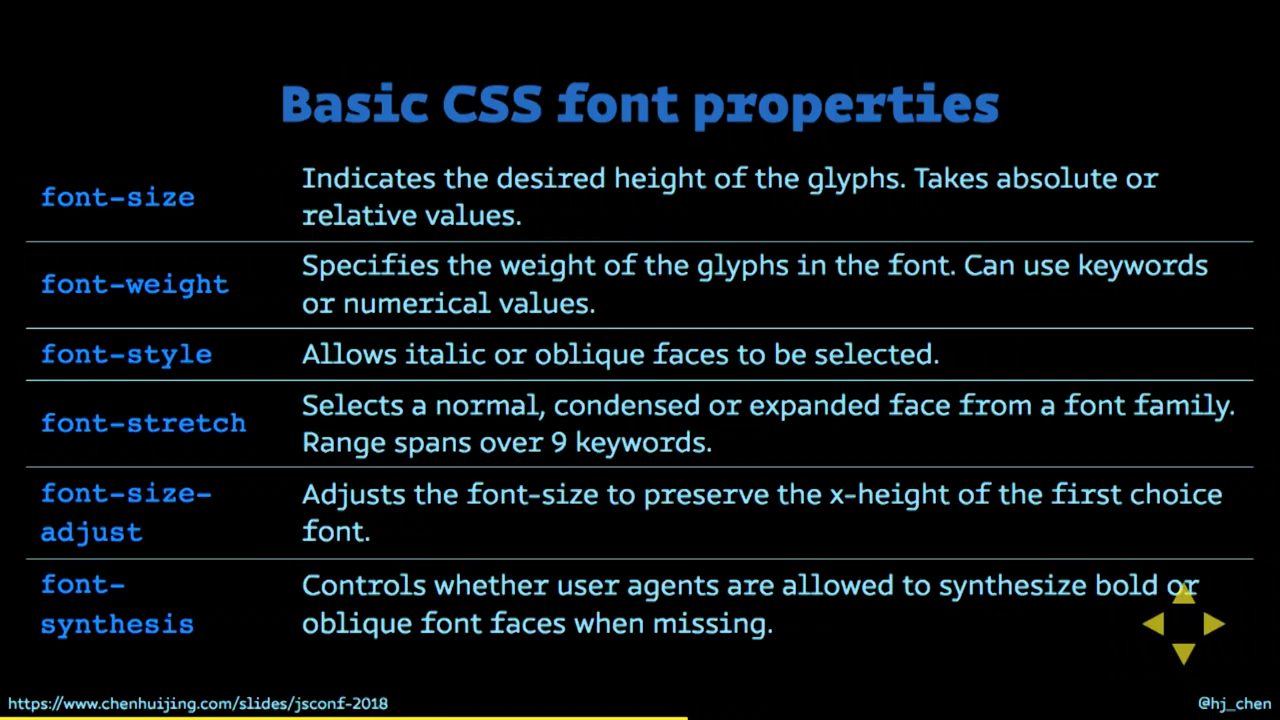 Basic CSS font properties
font-size
Indicates the desired height of the glyphs. Takes absolute or
relative values.
font-weight
Specifies the weight of the glyphs in the font. Can use keywords
or numerical values.
font-style
Allows italic or oblique faces to be selected.
font-stretch
Selects a normal, condensed or expanded face from a font family.
Range spans over 9 keywords.
font-size-
adjust
Adjusts the font-size to preserve the x-height of the first choice
font.
font-
synthesis
Controls whether user agents are allowed to synthesize bold or
oblique font faces when missing.
https://www.chenhuijing.com/slides/jsconf-2018
@hj_chen